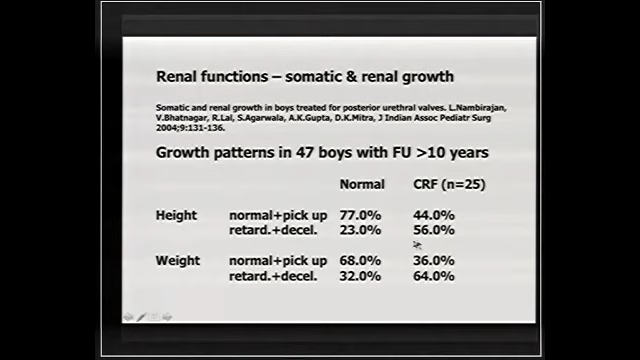 Renal functions – somatic & renal growth
Somatic and renal growth in boys treated for posterior urethral valves. L.Nambirajan,
V.Bhatnagar, R.Lal, S.Agarwala, A.K.Gupta, D.K.Mitra, J Indian Assoc Pediatr Surg
2004;9:131-136.
Growth patterns in 47 boys with FU >10 years
Normal CRF (n=25)
Height normal+pick up 77.0% 44.0%
retard.+decel. 23.0% 56.0%
Weight normal+pick up 68.0% 36.0%
retard.+decel. 32.0% 64.0%